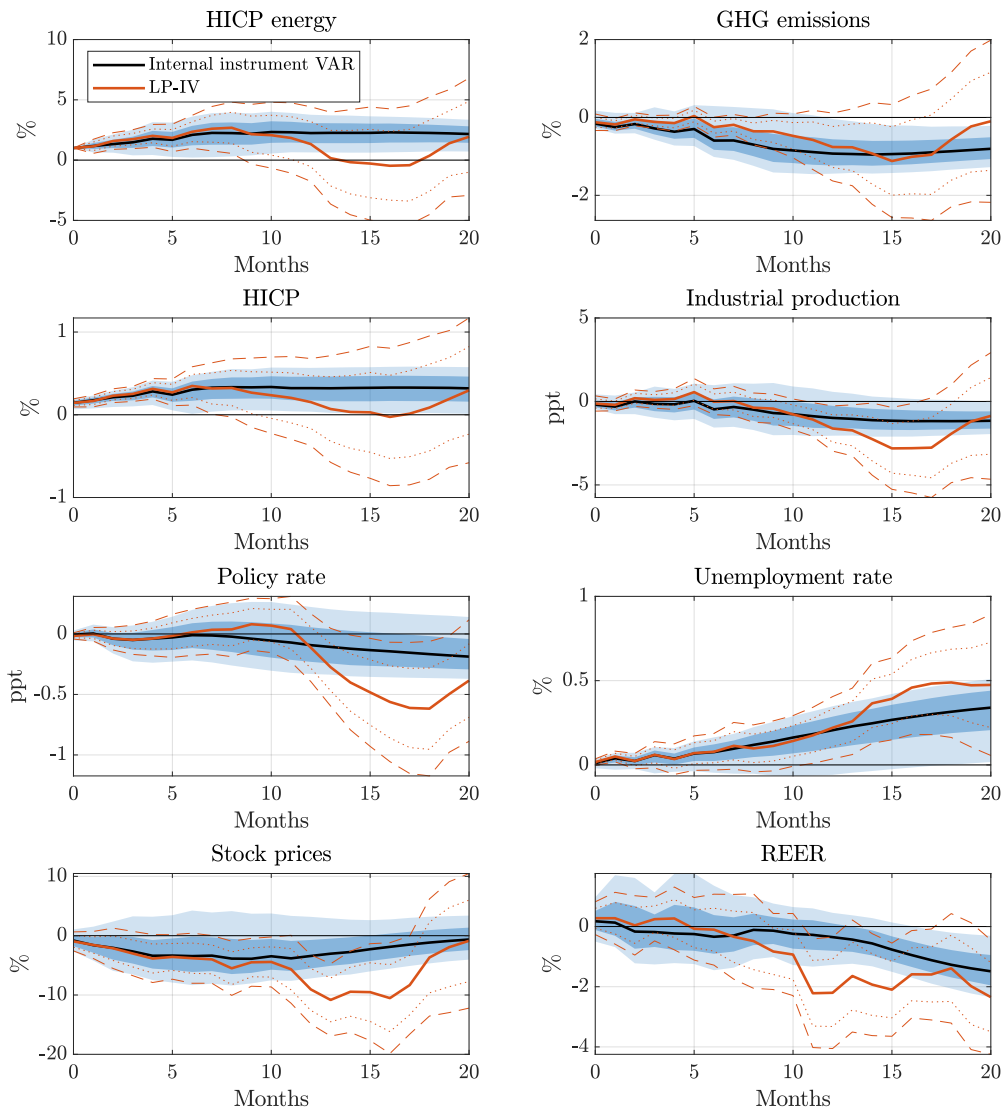 HICP energy
10
5
0
-5
%
Internal instrument VAR
LP-IV
0 5 10 15 20
Months
GHG emissions
2
0
-2
%
0 5 10 15 20
Months
HICP
1
0
-1
%
0 5 10 15 20
Months
Industrial production
5
0
-5
ppt
0 5 10 15 20
Months
Policy rate
0
-0.5
-1
ppt
0 5 10 15 20
Months
Unemployment rate
1
0.5
0
%
0 5 10 15 20
Months
Stock prices
10
0
-10
-20
%
0 5 10 15 20
Months
REER
0
-2
-4
%
0 5 10 15 20
Months